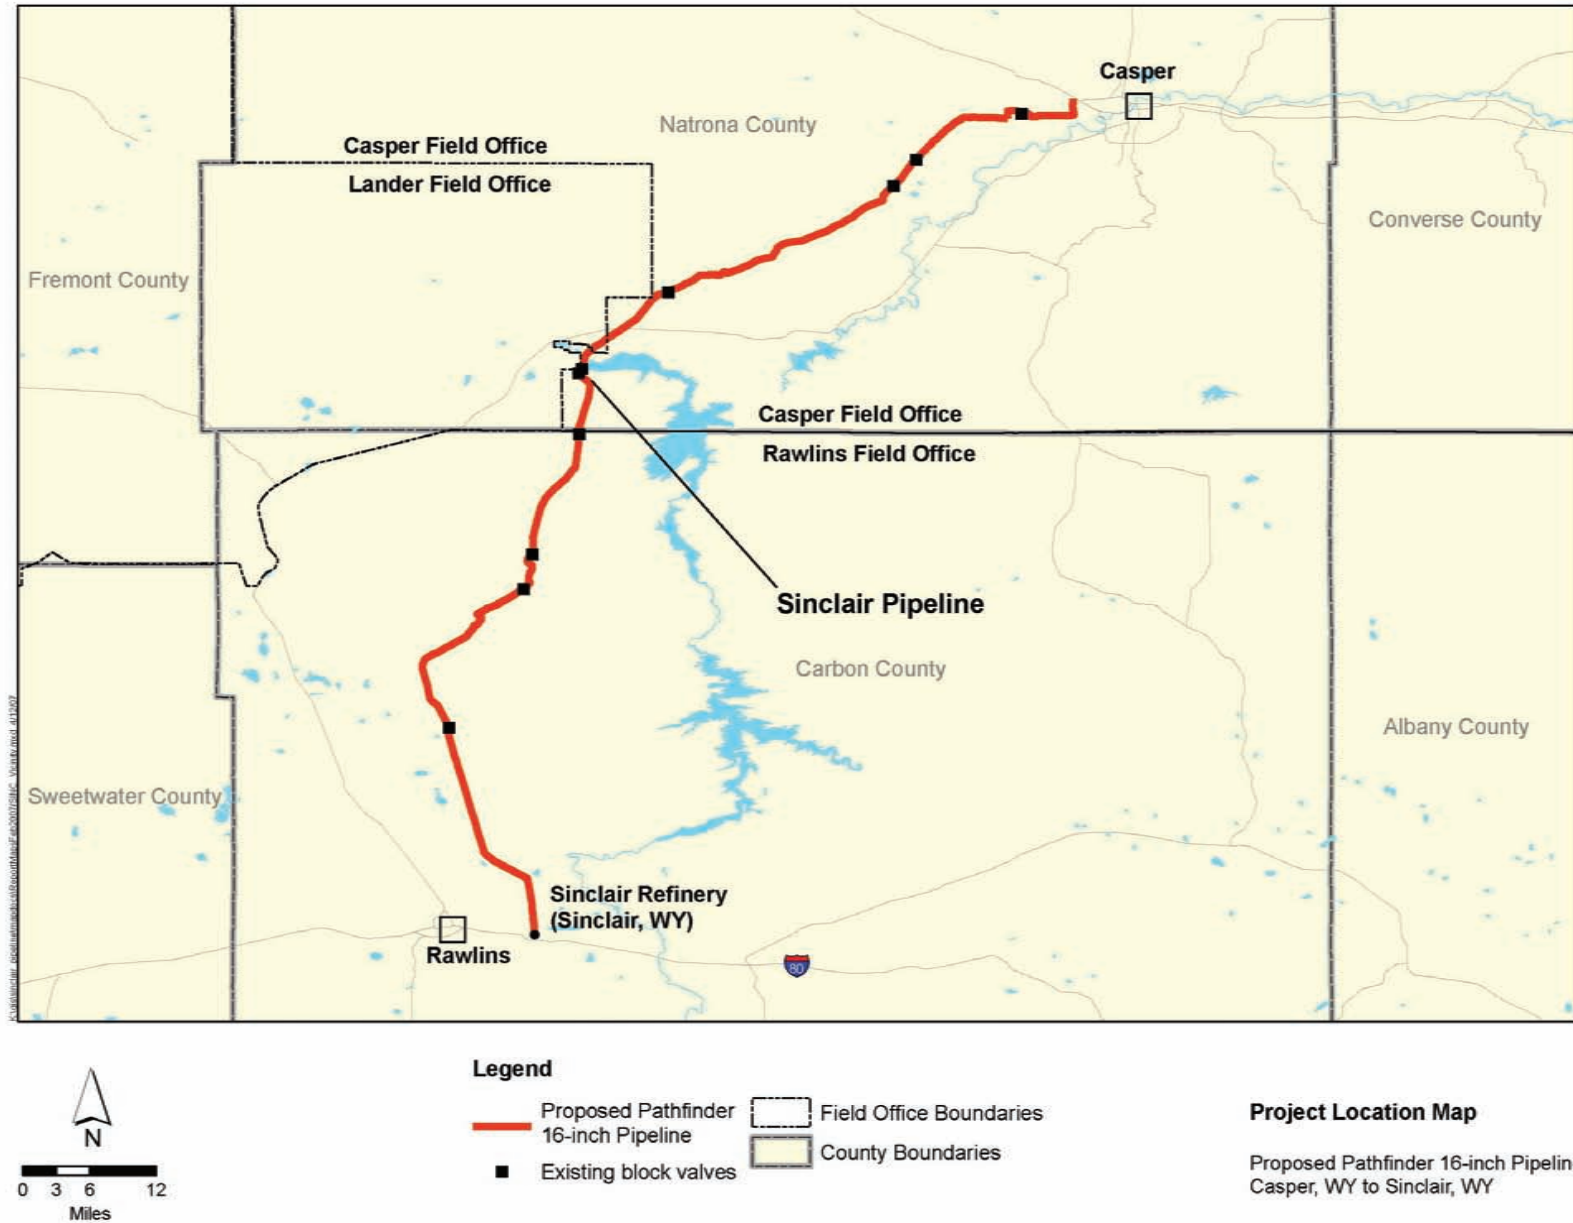 Casper
Natrona County
Casper Field Office
Lander Field Office
Converse County
Fremont County
Casper Field Office
Rawlins Field Office
Sinclair Pipeline
Carbon County
Albany County
Sweetwater County
Sinclair Refinery
(Sinclair, WY)
Rawlins
80
Legend
Proposed Pathfinder
16-inch Pipeline
Existing block valves
Field Office Boundaries
County Boundaries
N
0 3 6 12
Miles
Project Location Map
Proposed Pathfinder 16-inch Pipelin
Casper, WY to Sinclair, WY